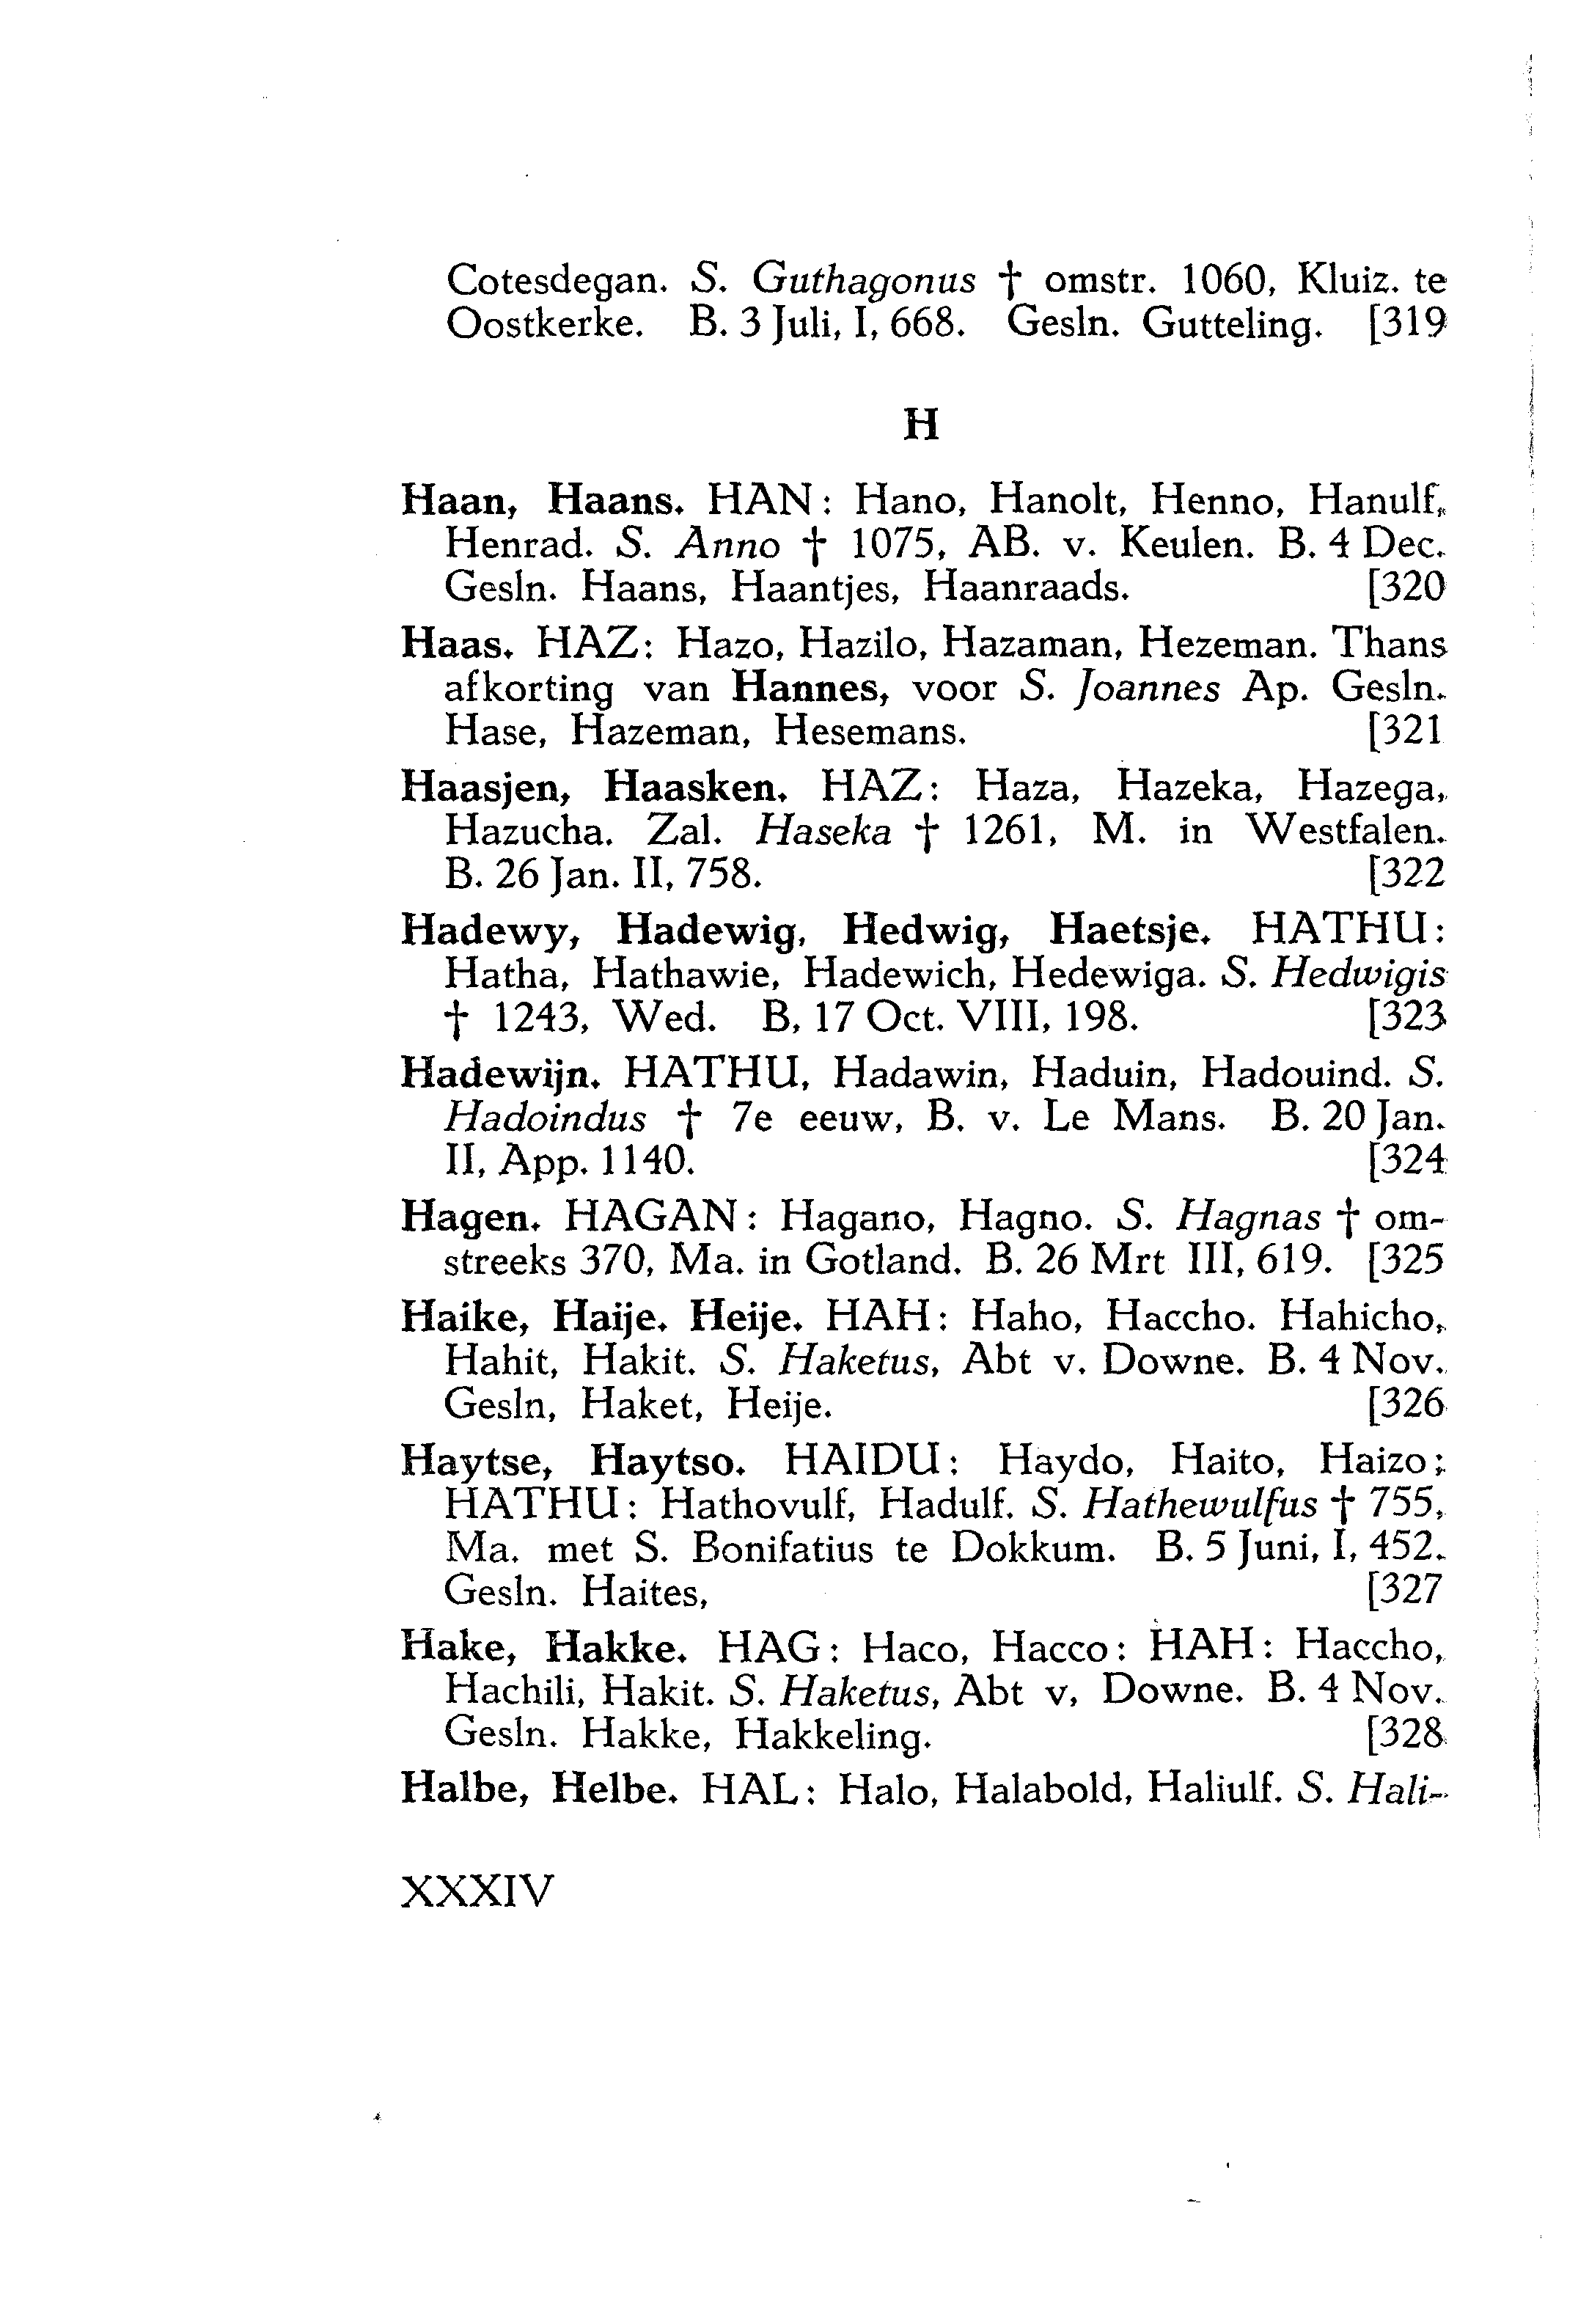 Cotesdegan. S. Guthagonus † omstr. 1060, Kluiz. te
Oostkerke. B. 3 Juli, I, 668. Gesln. Gutteling. [319
H
Haan, Haans. HAN: Hano, Hanolt, Henno, Hanulf,
Henrad. S. Anno † 1075, AB. v. Keulen. B. 4 Dec.
Gesln. Haans, Haantjes, Haanraads. [320
Haas. HAZ: Hazo, Hazilo, Hazaman, Hezeman. Thans
afkorting van Hannes, voor S. Joannes Ap. Gesln.
Hase, Hazeman, Hesemans. [321
Haasjen, Haasken. HAZ: Haza, Hazeka, Hazega,
Hazucha. Zal. Haseka † 1261, M. in Westfalen.
B. 26 Jan. II, 758. [322
Hadewy, Hadewig, Hedwig, Haetsje. HATHU:
Hatha, Hathawie, Hadewich, Hedewiga. S. Hedwigis
† 1243, Wed. B, 17 Oct. VIII, 198. [323
Hadewijn. HATHU, Hadawin, Haduin, Hadouind. S.
Hadoindus † 7e eeuw, B. v. Le Mans. B. 20 Jan.
II, App. 1140. [324
Hagen. HAGAN: Hagano, Hagno. S. Hagnas † om-
streeks 370, Ma. in Gotland. B. 26 Mrt III, 619. [325
Haike, Haije. Heije. HAH: Haho, Haccho. Hahicho,
Hahit, Hakit. S. Haketus, Abt v. Downe. B. 4 Nov.
Gesln, Haket, Heije. [326
Haytse, Haytso. HAIDU: Haydo, Haito, Haizo;
HATHU: Hathovulf, Hadulf. S. Hathewulfus † 755,
Ma. met S. Bonifatius te Dokkum. B. 5 Juni, I, 452.
Gesln. Haites, [327
Hake, Hakke. HAG: Haco, Hacco: HAH: Haccho,
Hachili, Hakit. S. Haketus, Abt v, Downe. B. 4 Nov.
Gesln. Hakke, Hakkeling. [328
Halbe, Helbe. HAL: Halo, Halabold, Haliulf. S. Hali-
XXXIV